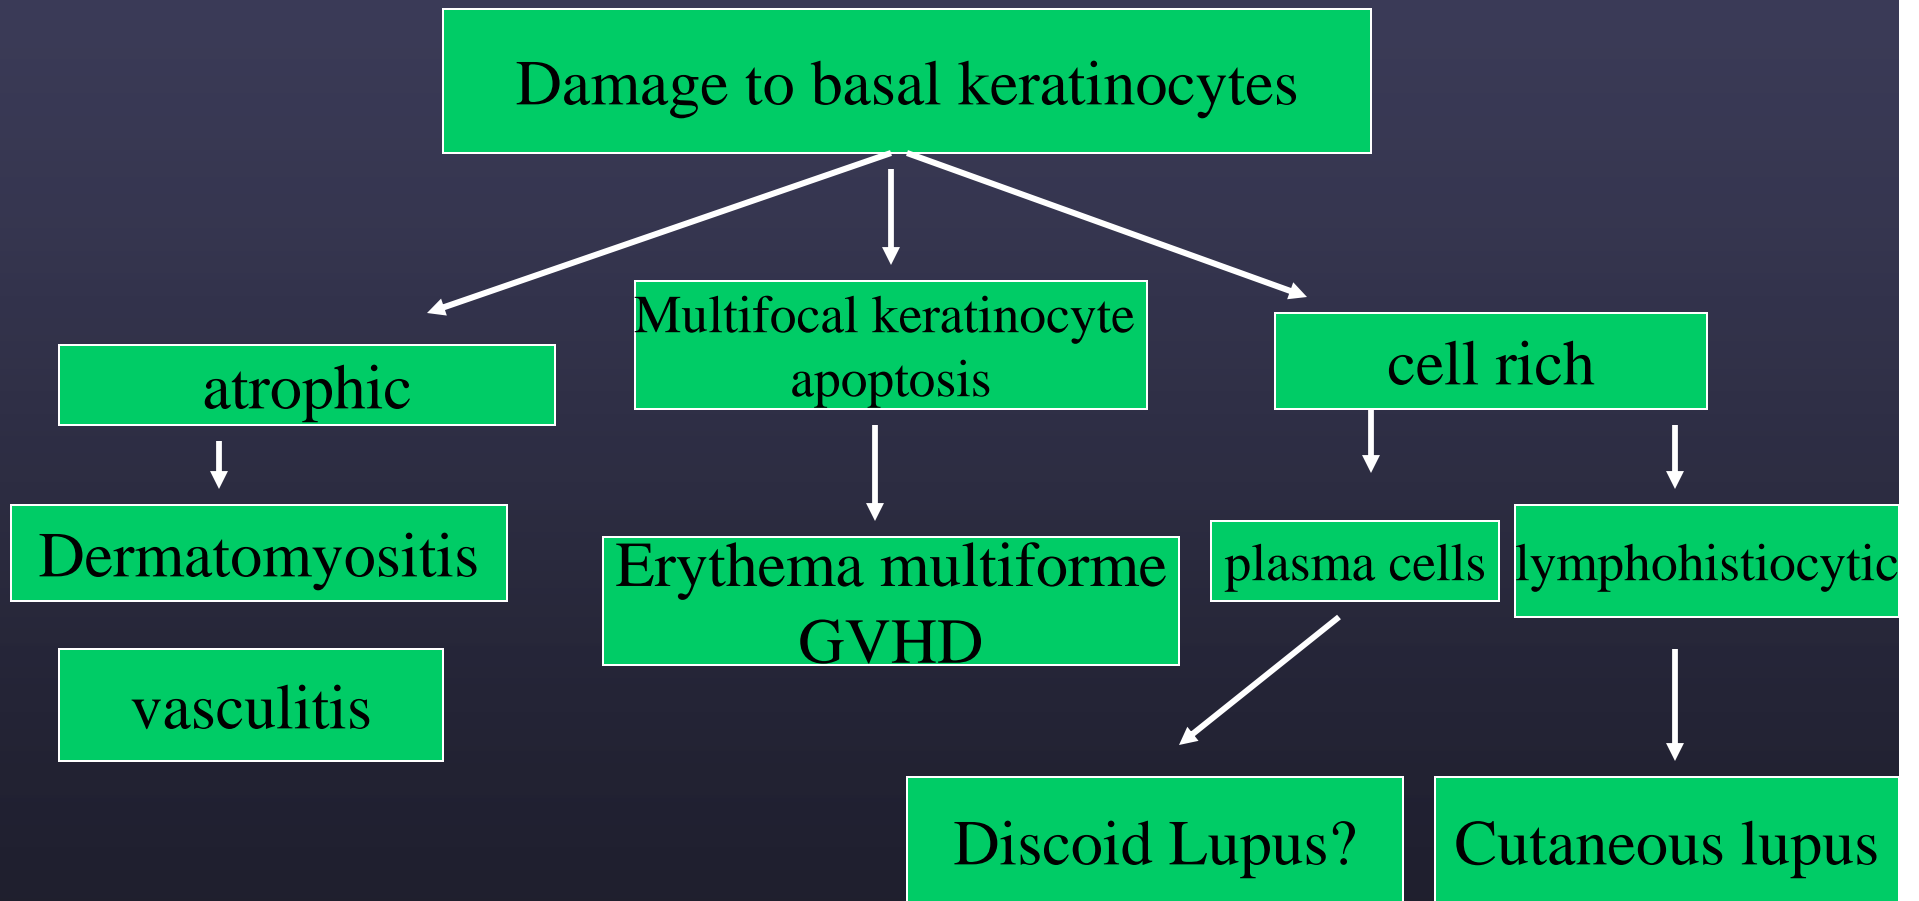 Damage to basal keratinocytes
atrophic
Multifocal keratinocyte
apoptosis
cell rich
Dermatomyositis
Erythema multiforme
GVHD
plasma cells
lymphohistiocytic
vasculitis
Discoid Lupus?
Cutaneous lupus